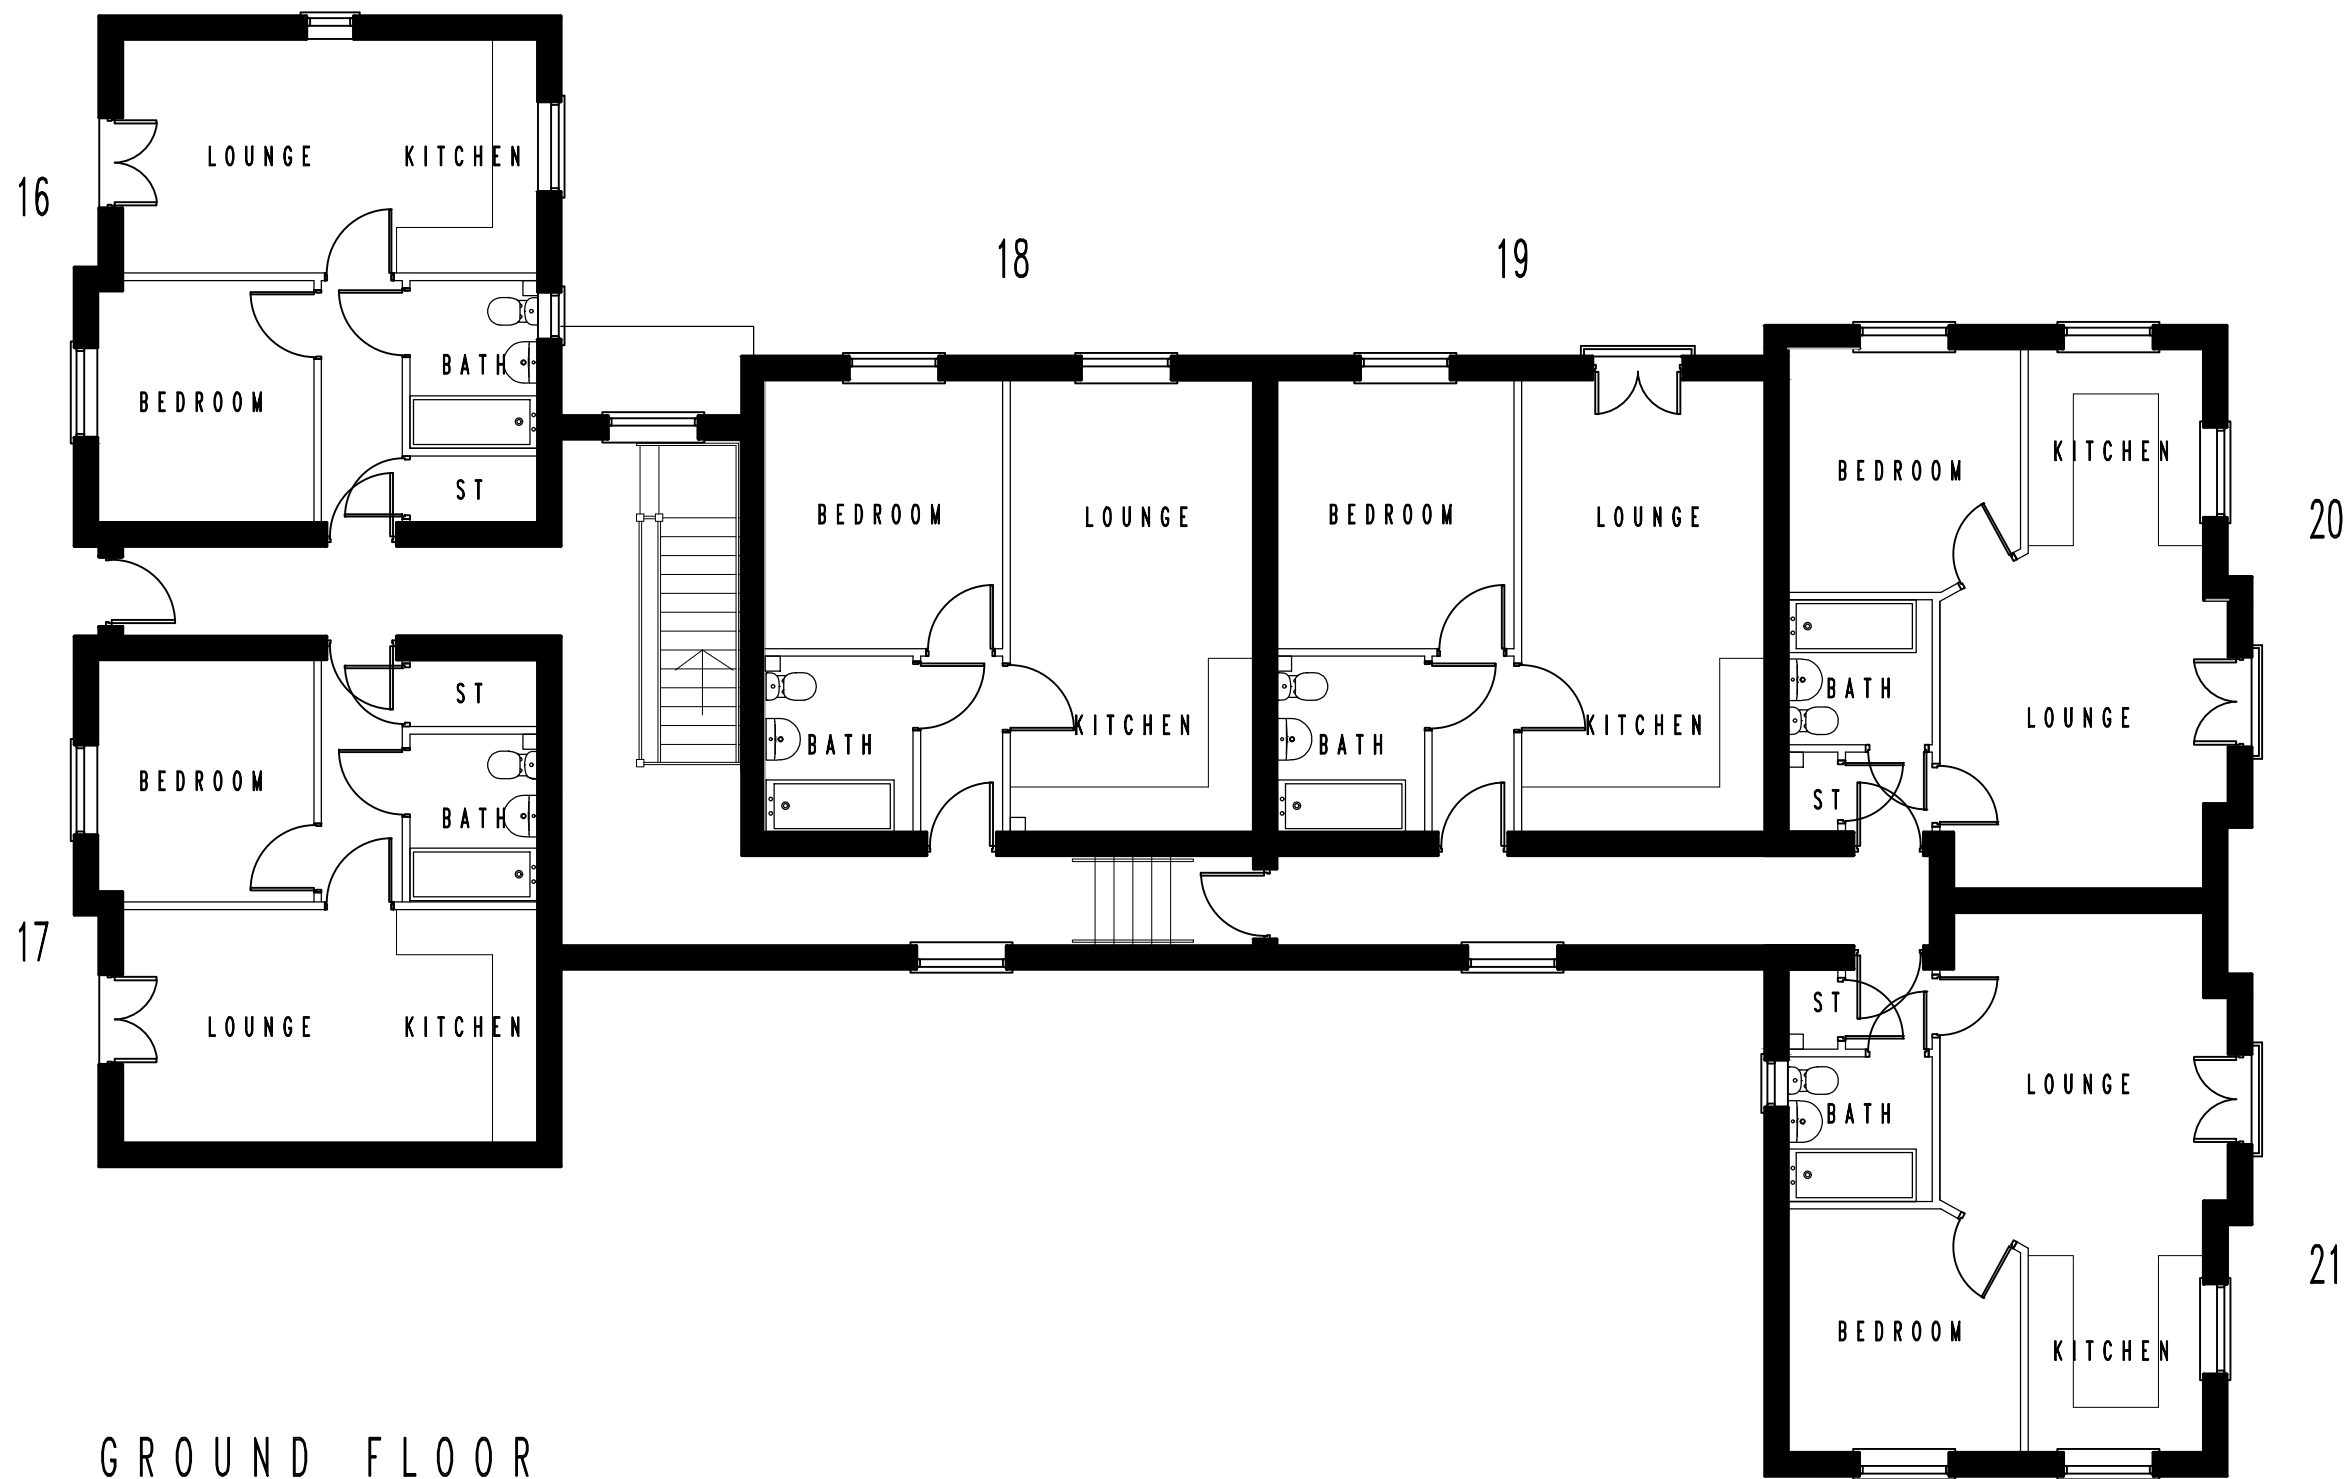 16
LOUNGE KITCHEN
BEDROOM
BATH
ST
17
ST
BEDROOM
BATH
LOUNGE KITCHEN
18
BEDROOM
LOUNGE
BATH
KITCHEN
19
BEDROOM
LOUNGE
BATH
KITCHEN
20
BEDROOM
KITCHEN
BATH
LOUNGE
ST
21
ST
BATH
LOUNGE
BEDROOM
KITCHEN
GROUND FLOOR